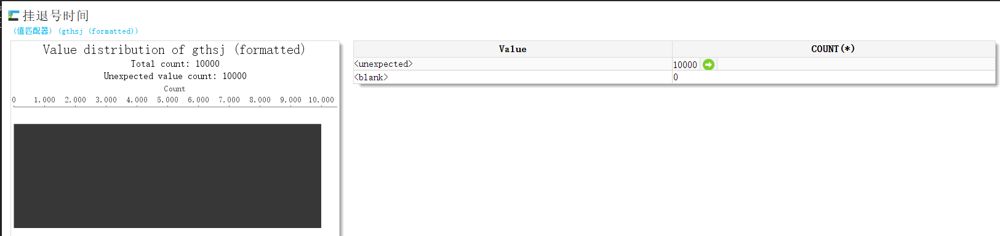 挂退号时间
(值匹配器) (gthsj (formatted))
Value distribution of gthsj (formatted)
Total count: 10000
Unexpected value count: 10000
Count
0 1,000 2,000 3,000 4,000 5,000 6,000 7,000 8,000 9,000 10,000
Value COUNT(*)
<unexpected> 10000
<blank> 0